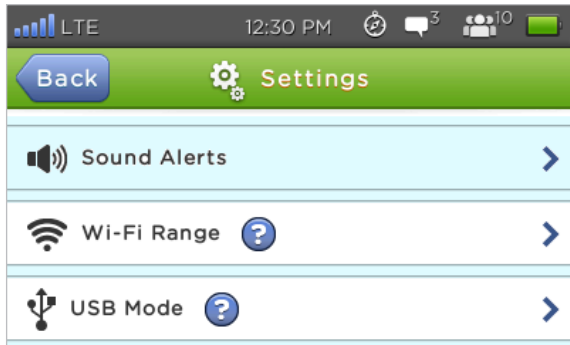 LTE 12:30 PM 3 10
Back Settings
Sound Alerts
Wi-Fi Range ?
USB Mode ?